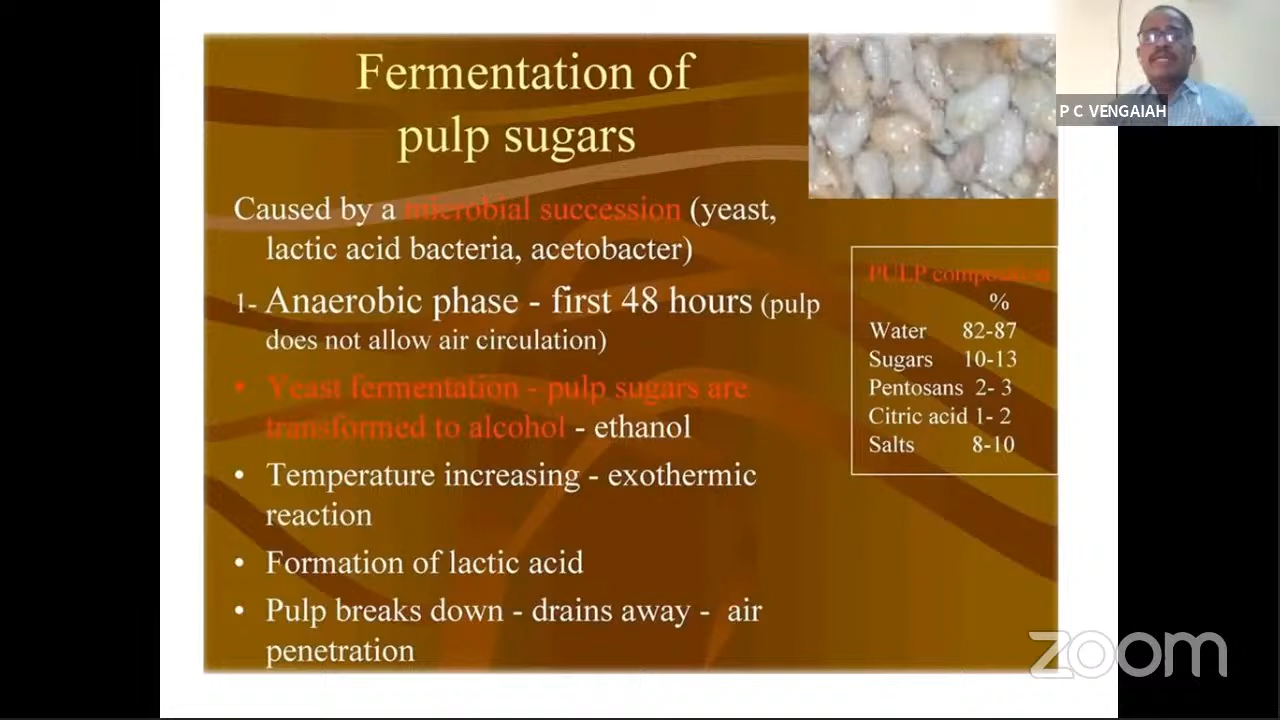 Fermentation of
pulp sugars
Caused by a microbial succession (yeast,
lactic acid bacteria, acetobacter)
1- Anaerobic phase - first 48 hours (pulp
does not allow air circulation)
• Yeast fermentation - pulp sugars are
transformed to alcohol - ethanol
• Temperature increasing - exothermic
reaction
• Formation of lactic acid
• Pulp breaks down - drains away - air
penetration
PULP composition
%
Water 82-87
Sugars 10-13
Pentosans 2- 3
Citric acid 1- 2
Salts 8-10
P C VENGAIAH
zoom